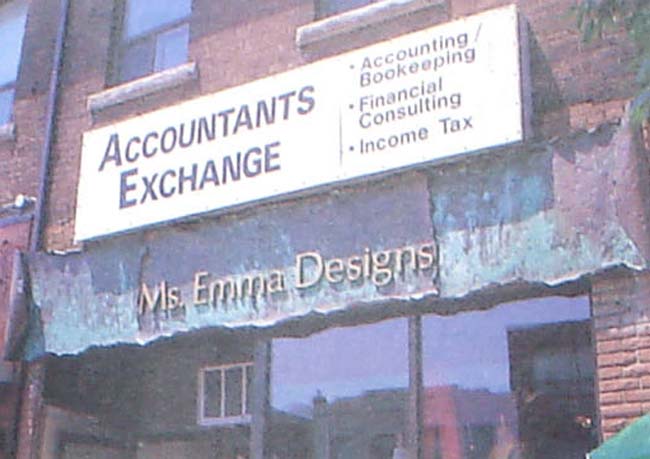 ACCOUNTANTS
EXCHANGE
• Accounting /
Bookeeping
• Financial
Consulting
• Income Tax
Ms. Emma Designs